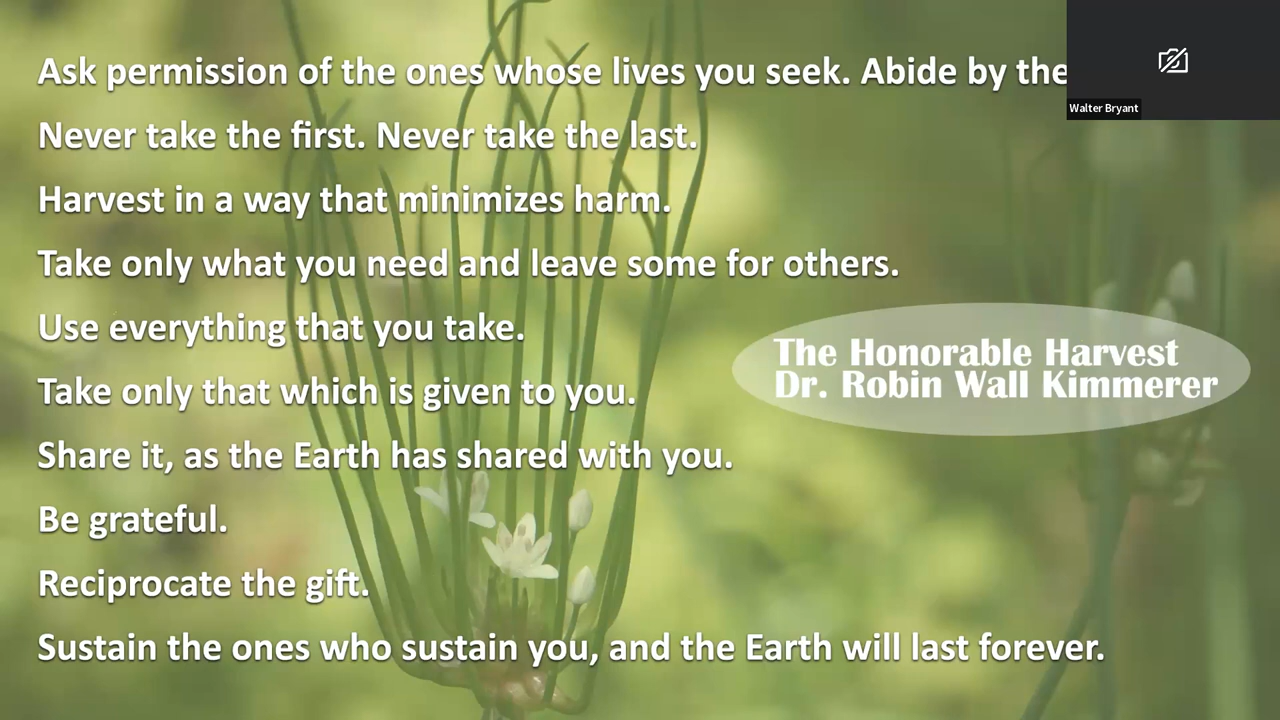 Ask permission of the ones whose lives you seek. Abide by the
Never take the first. Never take the last.
Harvest in a way that minimizes harm.
Take only what you need and leave some for others.
Use everything that you take.
Take only that which is given to you.
Share it, as the Earth has shared with you.
Be grateful.
Reciprocate the gift.
Sustain the ones who sustain you, and the Earth will last forever.
The Honorable Harvest
Dr. Robin Wall Kimmerer
Walter Bryant